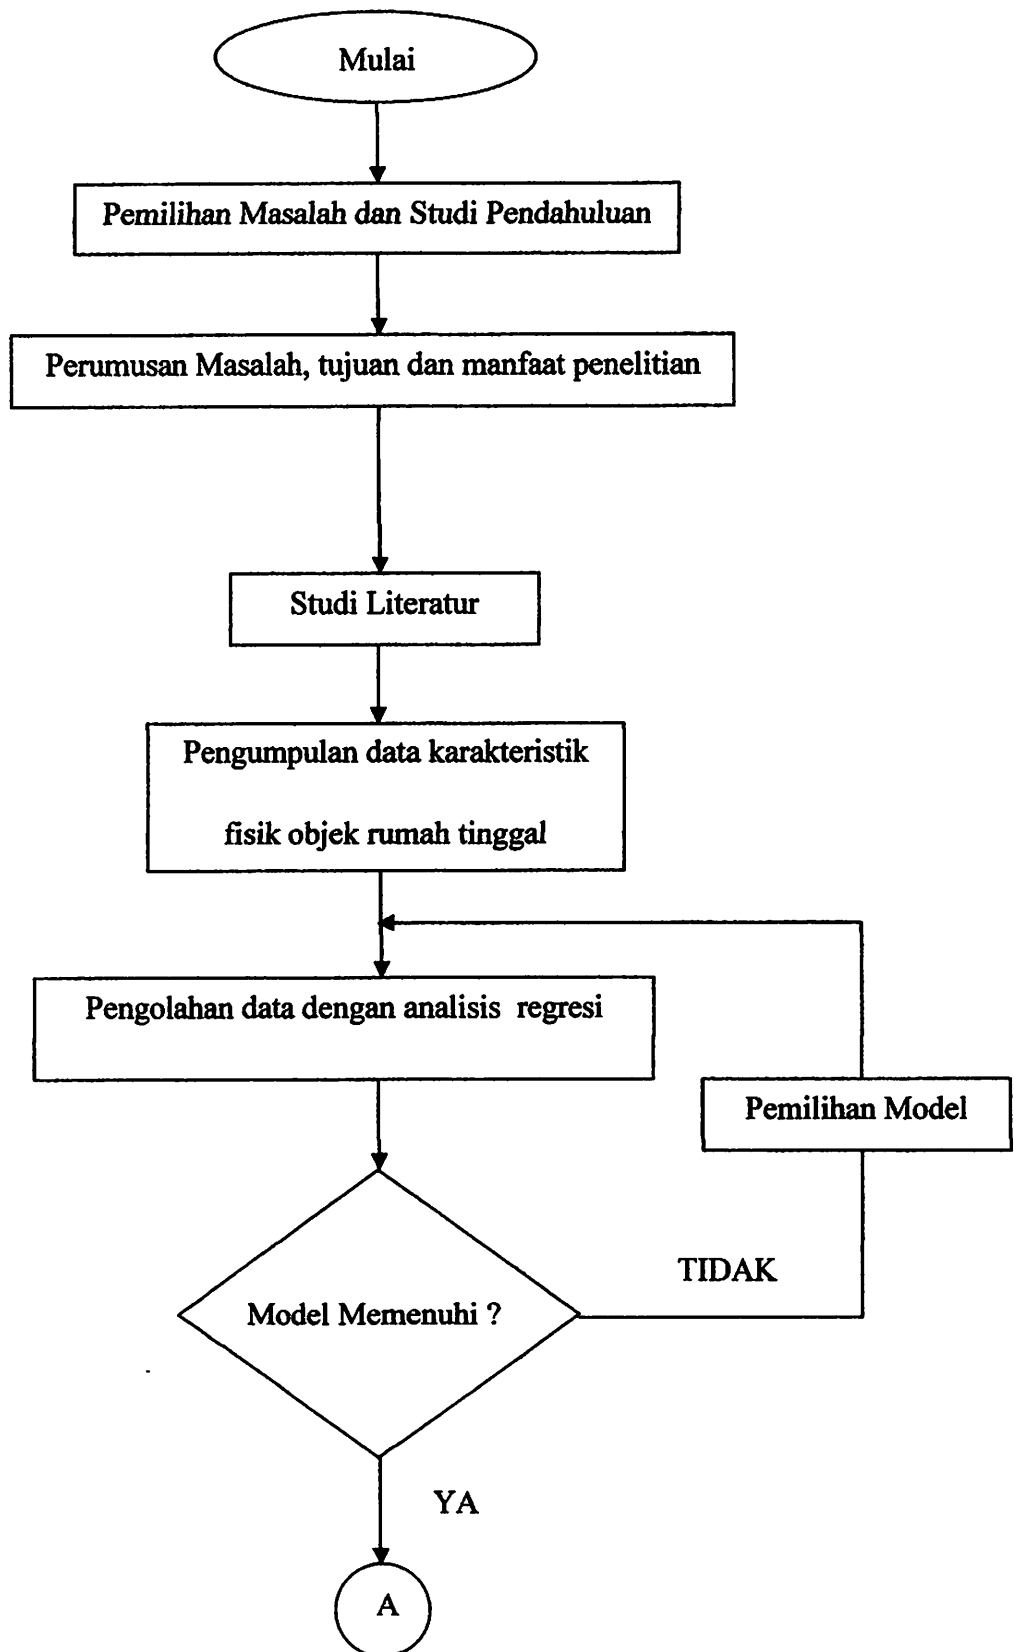 Mulai
Pemilihan Masalah dan Studi Pendahuluan
Perumusan Masalah, tujuan dan manfaat penelitian
Studi Literatur
Pengumpulan data karakteristik
fisik objek rumah tinggal
Pengolahan data dengan analisis regresi
Pemilihan Model
TIDAK
Model Memenuhi ?
YA
A